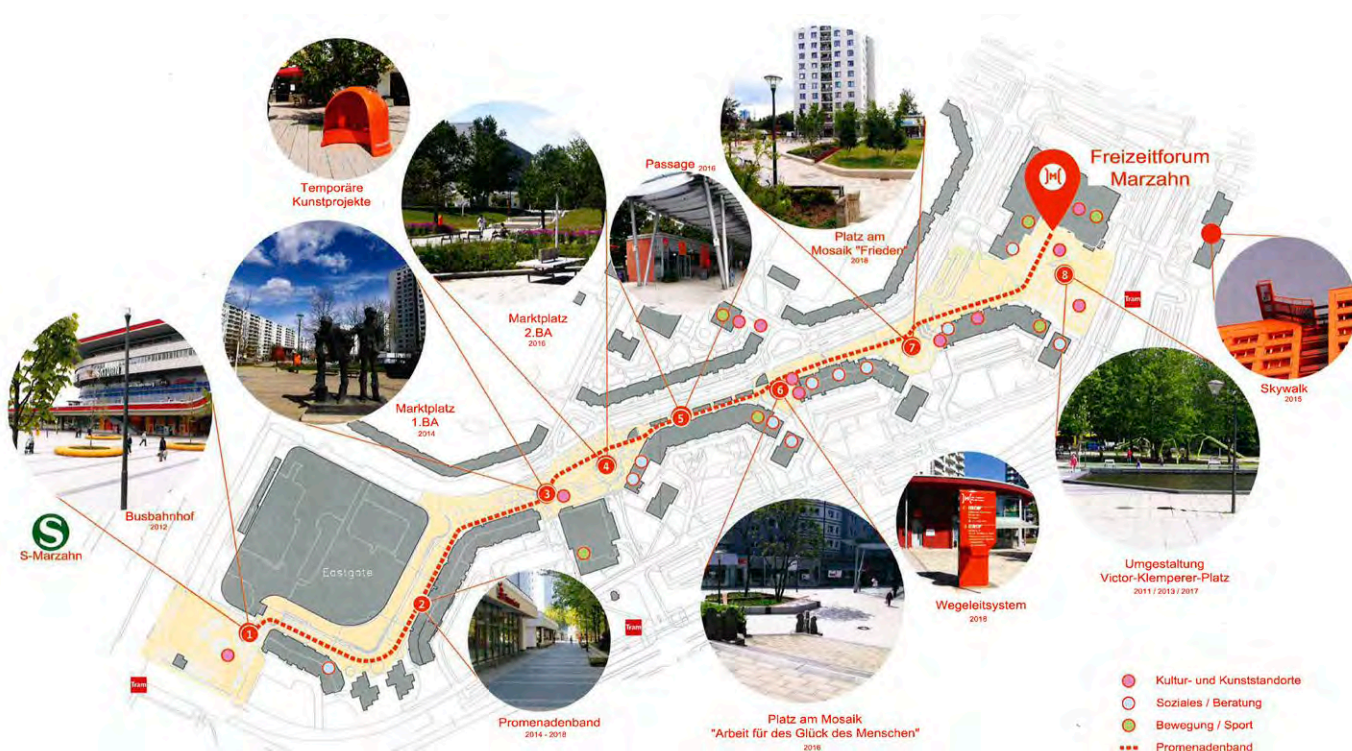 Temporäre
Kunstprojekte
Passage 2016
Freizeitforum
Marzahn
Platz am
Mosaik "Frieden"
2018
Marktplatz
2.BA
2016
Marktplatz
1.BA
2014
Tram
Skywalk
2015
Busbahnhof
2012
S
S-Marzahn
Eastgate
1
2
3
4
5
6
7
8
Wegeleitsystem
2018
Umgestaltung
Victor-Klemperer-Platz
2011 / 2013 / 2017
Tram
Tram
Promenadenband
2014 - 2018
Platz am Mosaik
"Arbeit für des Glück des Menschen"
2016
Kultur- und Kunststandorte
Soziales / Beratung
Bewegung / Sport
Promenadenband